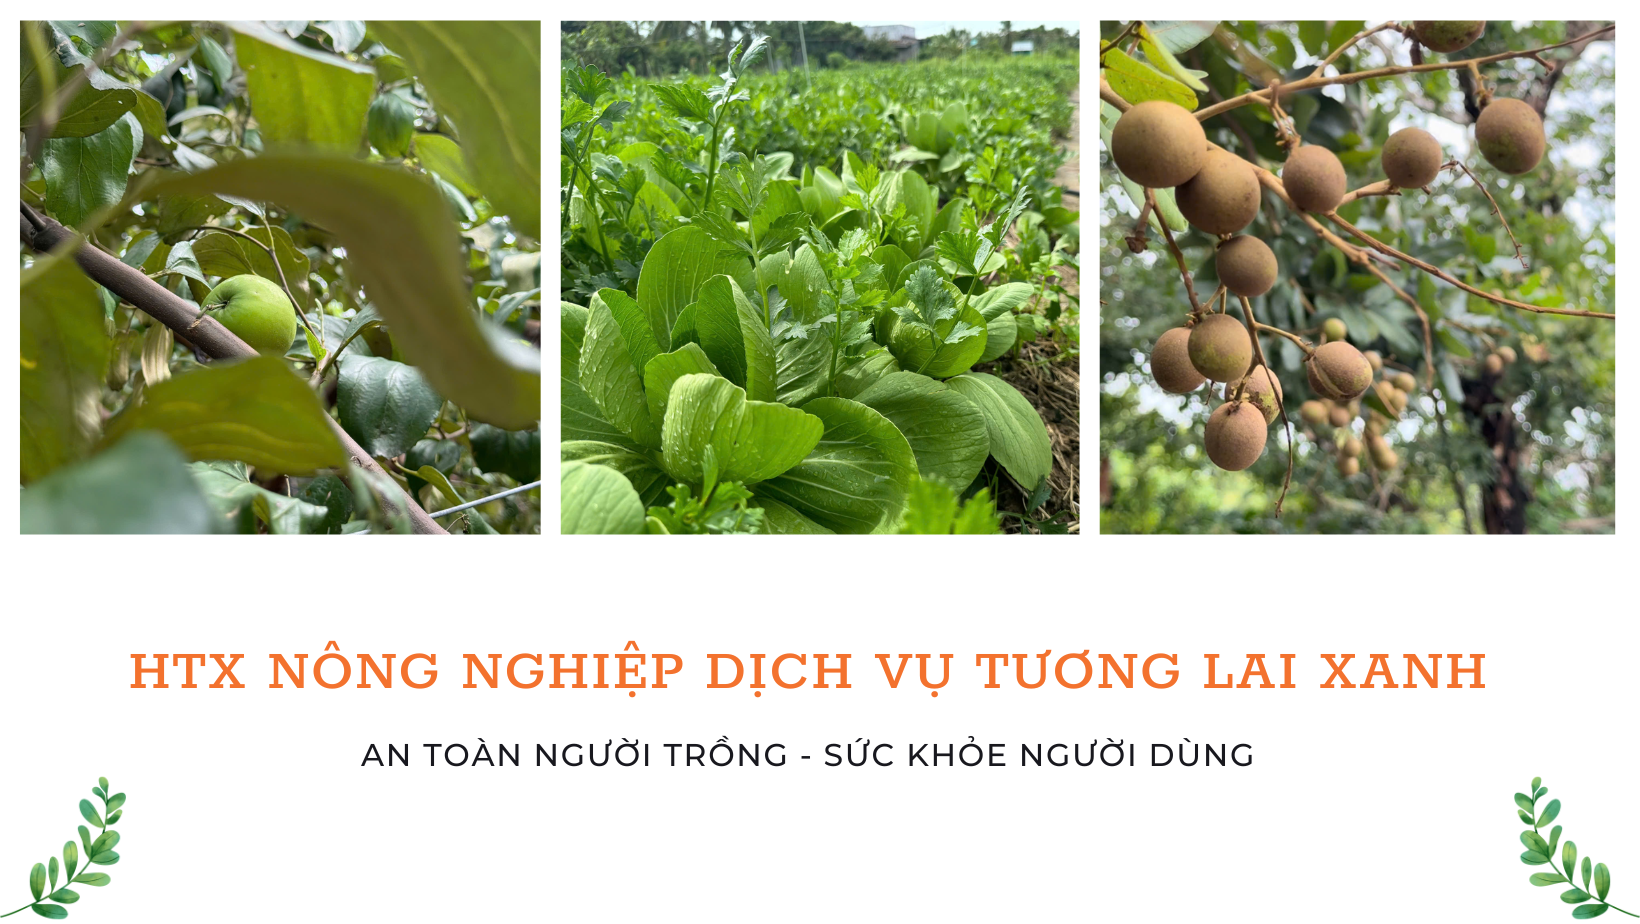 HTX NÔNG NGHIỆP DỊCH VỤ TƯƠNG LAI XANH
AN TOÀN NGƯỜI TRỒNG - SỨC KHỎE NGƯỜI DÙNG